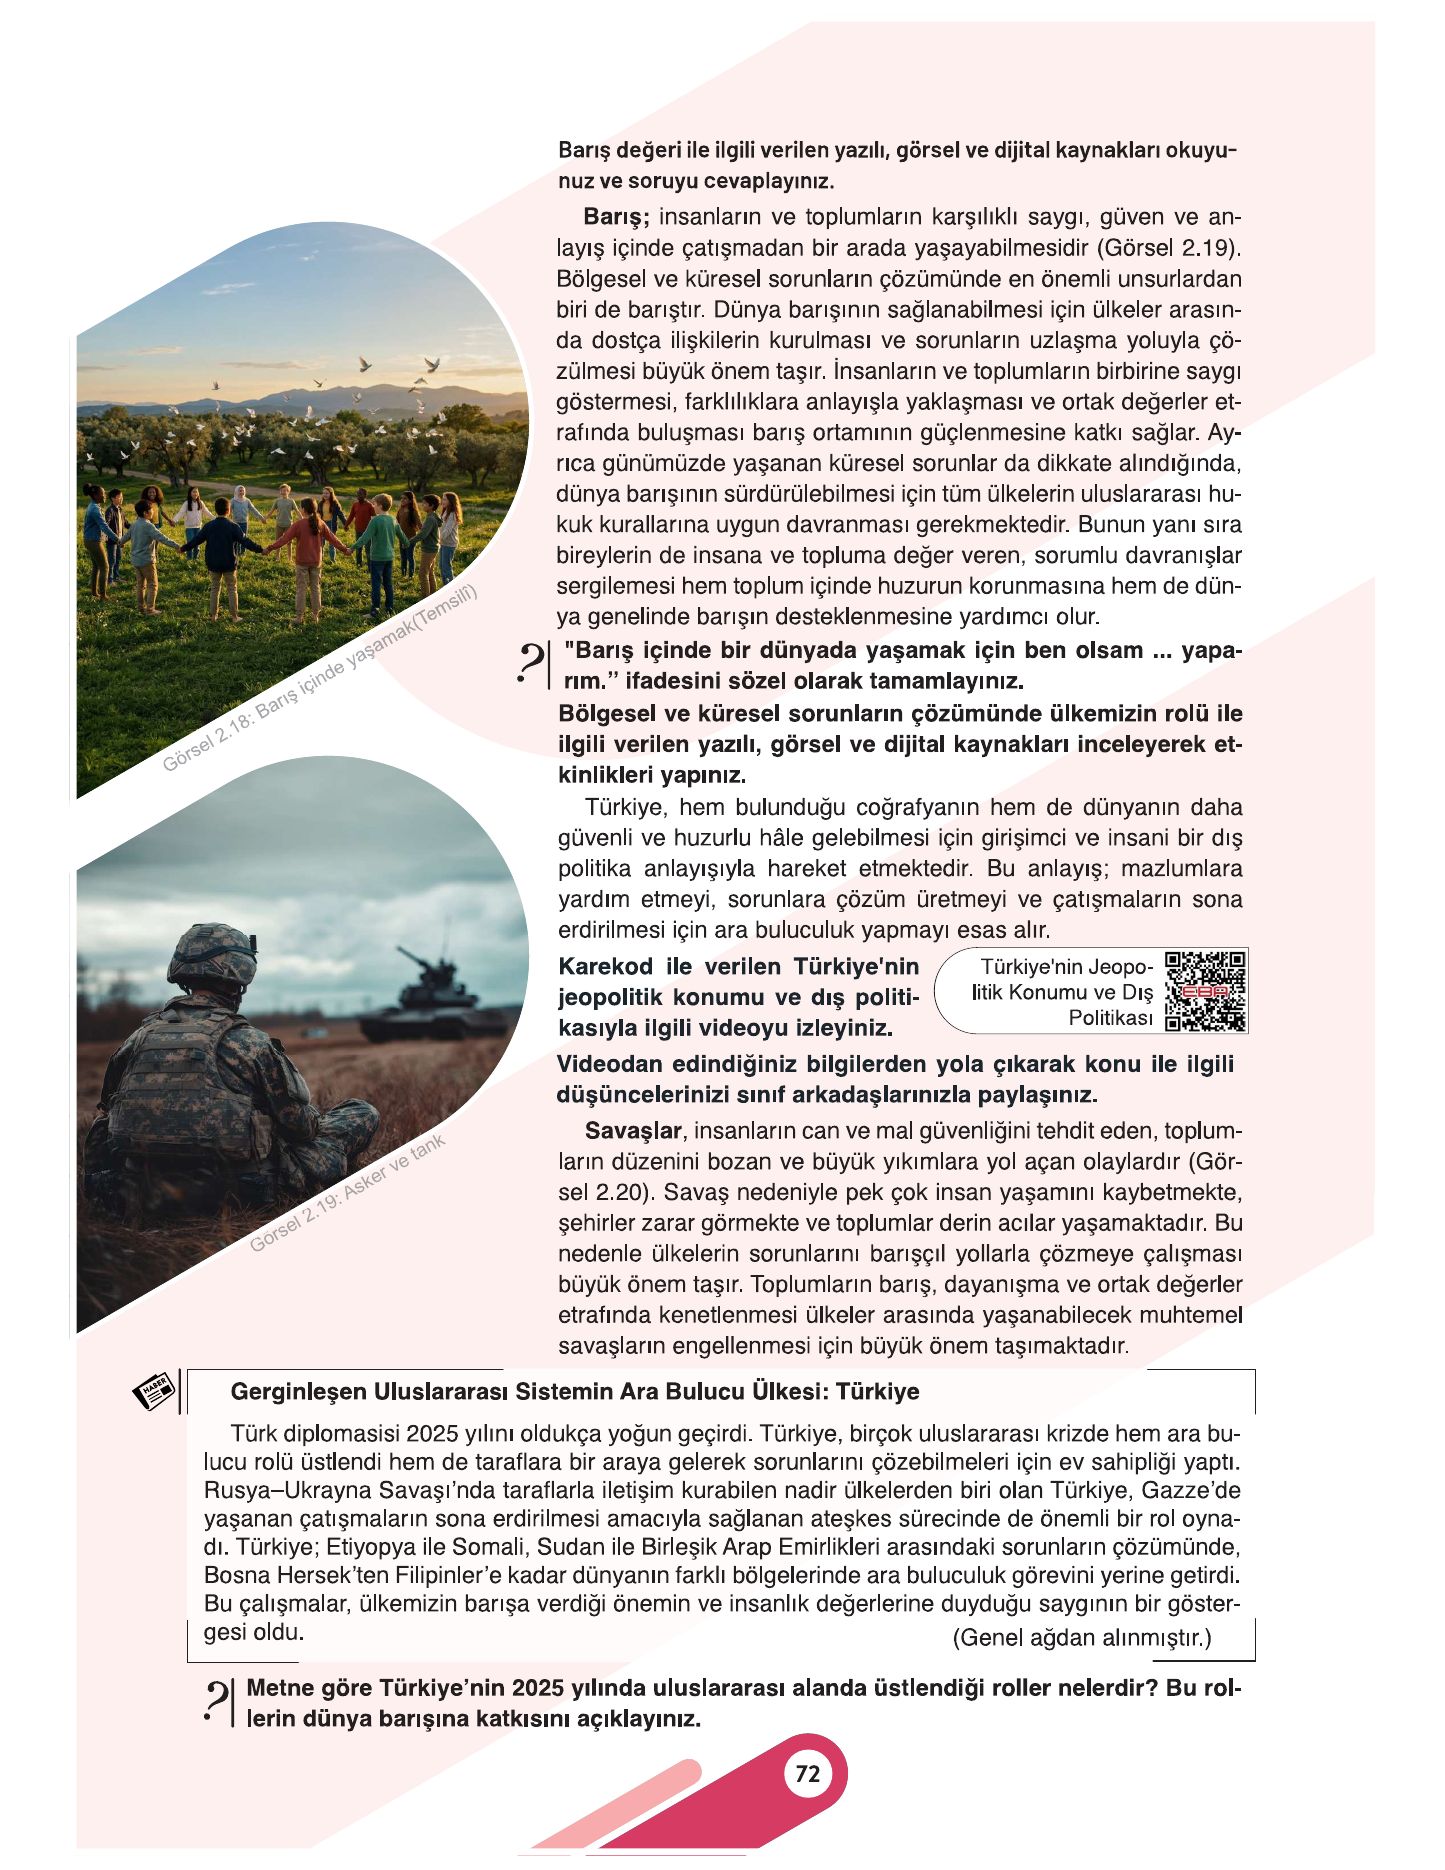 Barış değeri ile ilgili verilen yazılı, görsel ve dijital kaynakları okuyu-
nuz ve soruyu cevaplayınız.
Barış; insanların ve toplumların karşılıklı saygı, güven ve an-
layış içinde çatışmadan bir arada yaşayabilmesidir (Görsel 2.19).
Bölgesel ve küresel sorunların çözümünde en önemli unsurlardan
biri de barıştır. Dünya barışının sağlanabilmesi için ülkeler arasın-
da dostça ilişkilerin kurulması ve sorunların uzlaşma yoluyla çö-
zülmesi büyük önem taşır. İnsanların ve toplumların birbirine saygı
göstermesi, farklılıklara anlayışla yaklaşması ve ortak değerler et-
rafında buluşması barış ortamının güçlenmesine katkı sağlar. Ay-
rıca günümüzde yaşanan küresel sorunlar da dikkate alındığında,
dünya barışının sürdürülebilmesi için tüm ülkelerin uluslararası hu-
kuk kurallarına uygun davranması gerekmektedir. Bunun yanı sıra
bireylerin de insana ve topluma değer veren, sorumlu davranışlar
sergilemesi hem toplum içinde huzurun korunmasına hem de dün-
ya genelinde barışın desteklenmesine yardımcı olur.
Görsel 2.18: Barış içinde yaşamak(Temsilî)
? "Barış içinde bir dünyada yaşamak için ben olsam ... yapa-
rım.” ifadesini sözel olarak tamamlayınız.
Bölgesel ve küresel sorunların çözümünde ülkemizin rolü ile
ilgili verilen yazılı, görsel ve dijital kaynakları inceleyerek et-
kinlikleri yapınız.
Türkiye, hem bulunduğu coğrafyanın hem de dünyanın daha
güvenli ve huzurlu hâle gelebilmesi için girişimci ve insani bir dış
politika anlayışıyla hareket etmektedir. Bu anlayış; mazlumlara
yardım etmeyi, sorunlara çözüm üretmeyi ve çatışmaların sona
erdirilmesi için ara buluculuk yapmayı esas alır.
Karekod ile verilen Türkiye'nin
jeopolitik konumu ve dış politi-
kasıyla ilgili videoyu izleyiniz.
Türkiye'nin Jeopo-
litik Konumu ve Dış
Politikası
EBA
Videodan edindiğiniz bilgilerden yola çıkarak konu ile ilgili
düşüncelerinizi sınıf arkadaşlarınızla paylaşınız.
Savaşlar, insanların can ve mal güvenliğini tehdit eden, toplum-
ların düzenini bozan ve büyük yıkımlara yol açan olaylardır (Gör-
sel 2.20). Savaş nedeniyle pek çok insan yaşamını kaybetmekte,
şehirler zarar görmekte ve toplumlar derin acılar yaşamaktadır. Bu
nedenle ülkelerin sorunlarını barışçıl yollarla çözmeye çalışması
büyük önem taşır. Toplumların barış, dayanışma ve ortak değerler
etrafında kenetlenmesi ülkeler arasında yaşanabilecek muhtemel
savaşların engellenmesi için büyük önem taşımaktadır.
Görsel 2.19: Asker ve tank
HABER
Gerginleşen Uluslararası Sistemin Ara Bulucu Ülkesi: Türkiye
Türk diplomasisi 2025 yılını oldukça yoğun geçirdi. Türkiye, birçok uluslararası krizde hem ara bu-
lucu rolü üstlendi hem de taraflara bir araya gelerek sorunlarını çözebilmeleri için ev sahipliği yaptı.
Rusya–Ukrayna Savaşı’nda taraflarla iletişim kurabilen nadir ülkelerden biri olan Türkiye, Gazze’de
yaşanan çatışmaların sona erdirilmesi amacıyla sağlanan ateşkes sürecinde de önemli bir rol oyna-
dı. Türkiye; Etiyopya ile Somali, Sudan ile Birleşik Arap Emirlikleri arasındaki sorunların çözümünde,
Bosna Hersek’ten Filipinler’e kadar dünyanın farklı bölgelerinde ara buluculuk görevini yerine getirdi.
Bu çalışmalar, ülkemizin barışa verdiği önemin ve insanlık değerlerine duyduğu saygının bir göster-
gesi oldu.
(Genel ağdan alınmıştır.)
? Metne göre Türkiye’nin 2025 yılında uluslararası alanda üstlendiği roller nelerdir? Bu rol-
lerin dünya barışına katkısını açıklayınız.
72